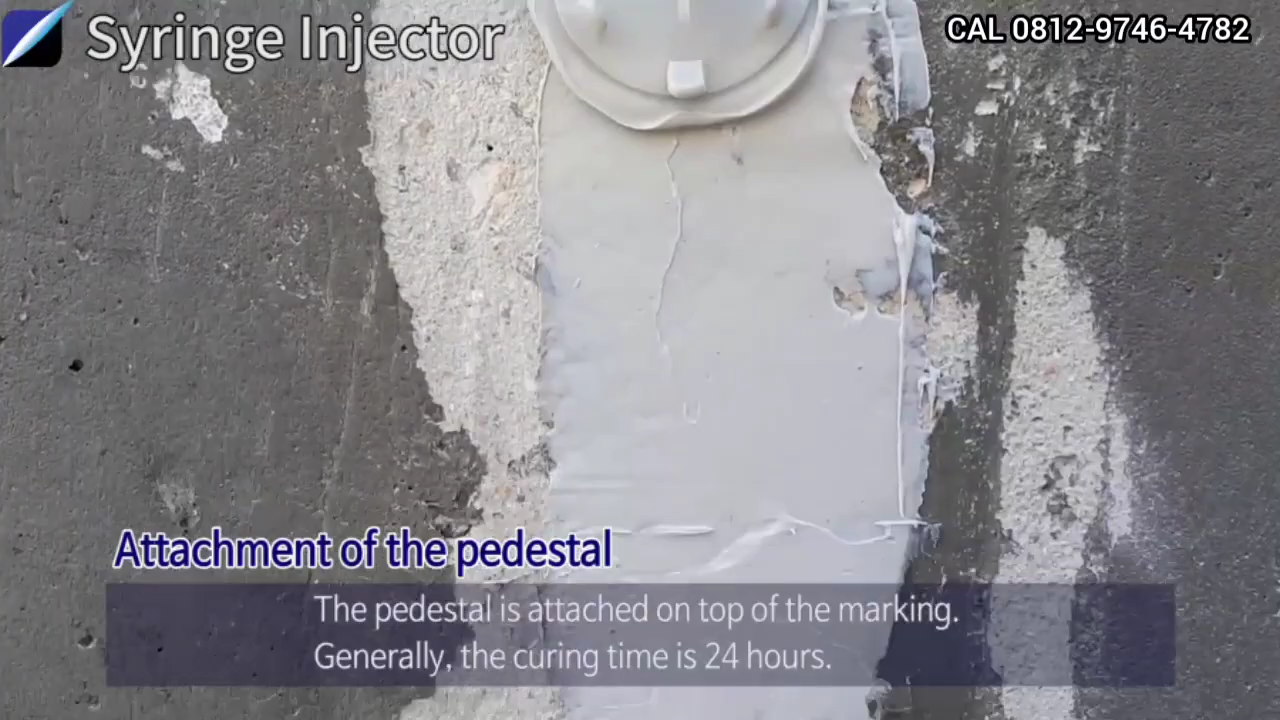 Syringe Injector
CAL 0812-9746-4782
Attachment of the pedestal
The pedestal is attached on top of the marking.
Generally, the curing time is 24 hours.